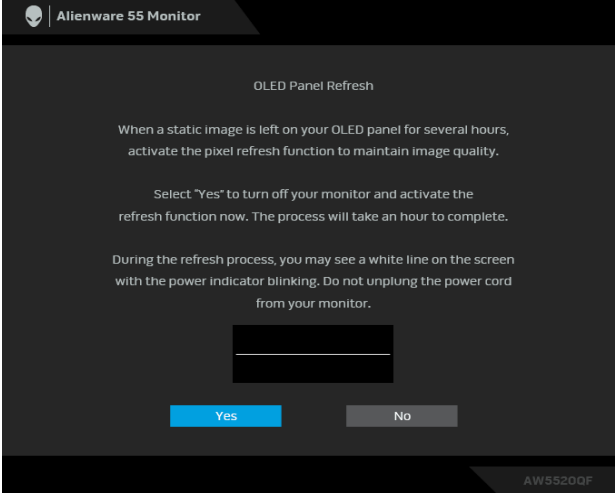 Alienware 55 Monitor
OLED Panel Refresh
When a static image is left on your OLED panel for several hours,
activate the pixel refresh function to maintain image quality.
Select "Yes" to turn off your monitor and activate the
refresh function now. The process will take an hour to complete.
During the refresh process, you may see a white line on the screen
with the power indicator blinking. Do not unplung the power cord
from your monitor.
Yes
No
AW5520QF